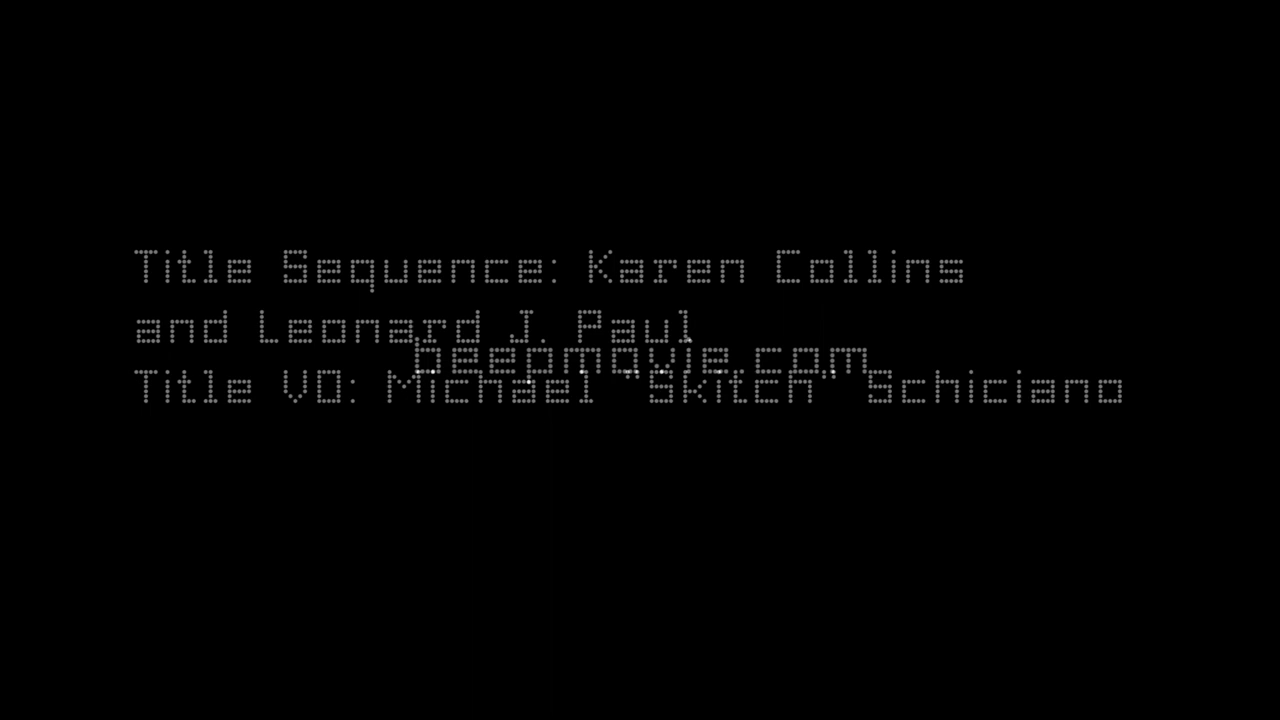 Title Sequence: Karen Collins
and Leonard J. Paul
beepmovie.com
Title VO: Michael "Skitch" Schiciano